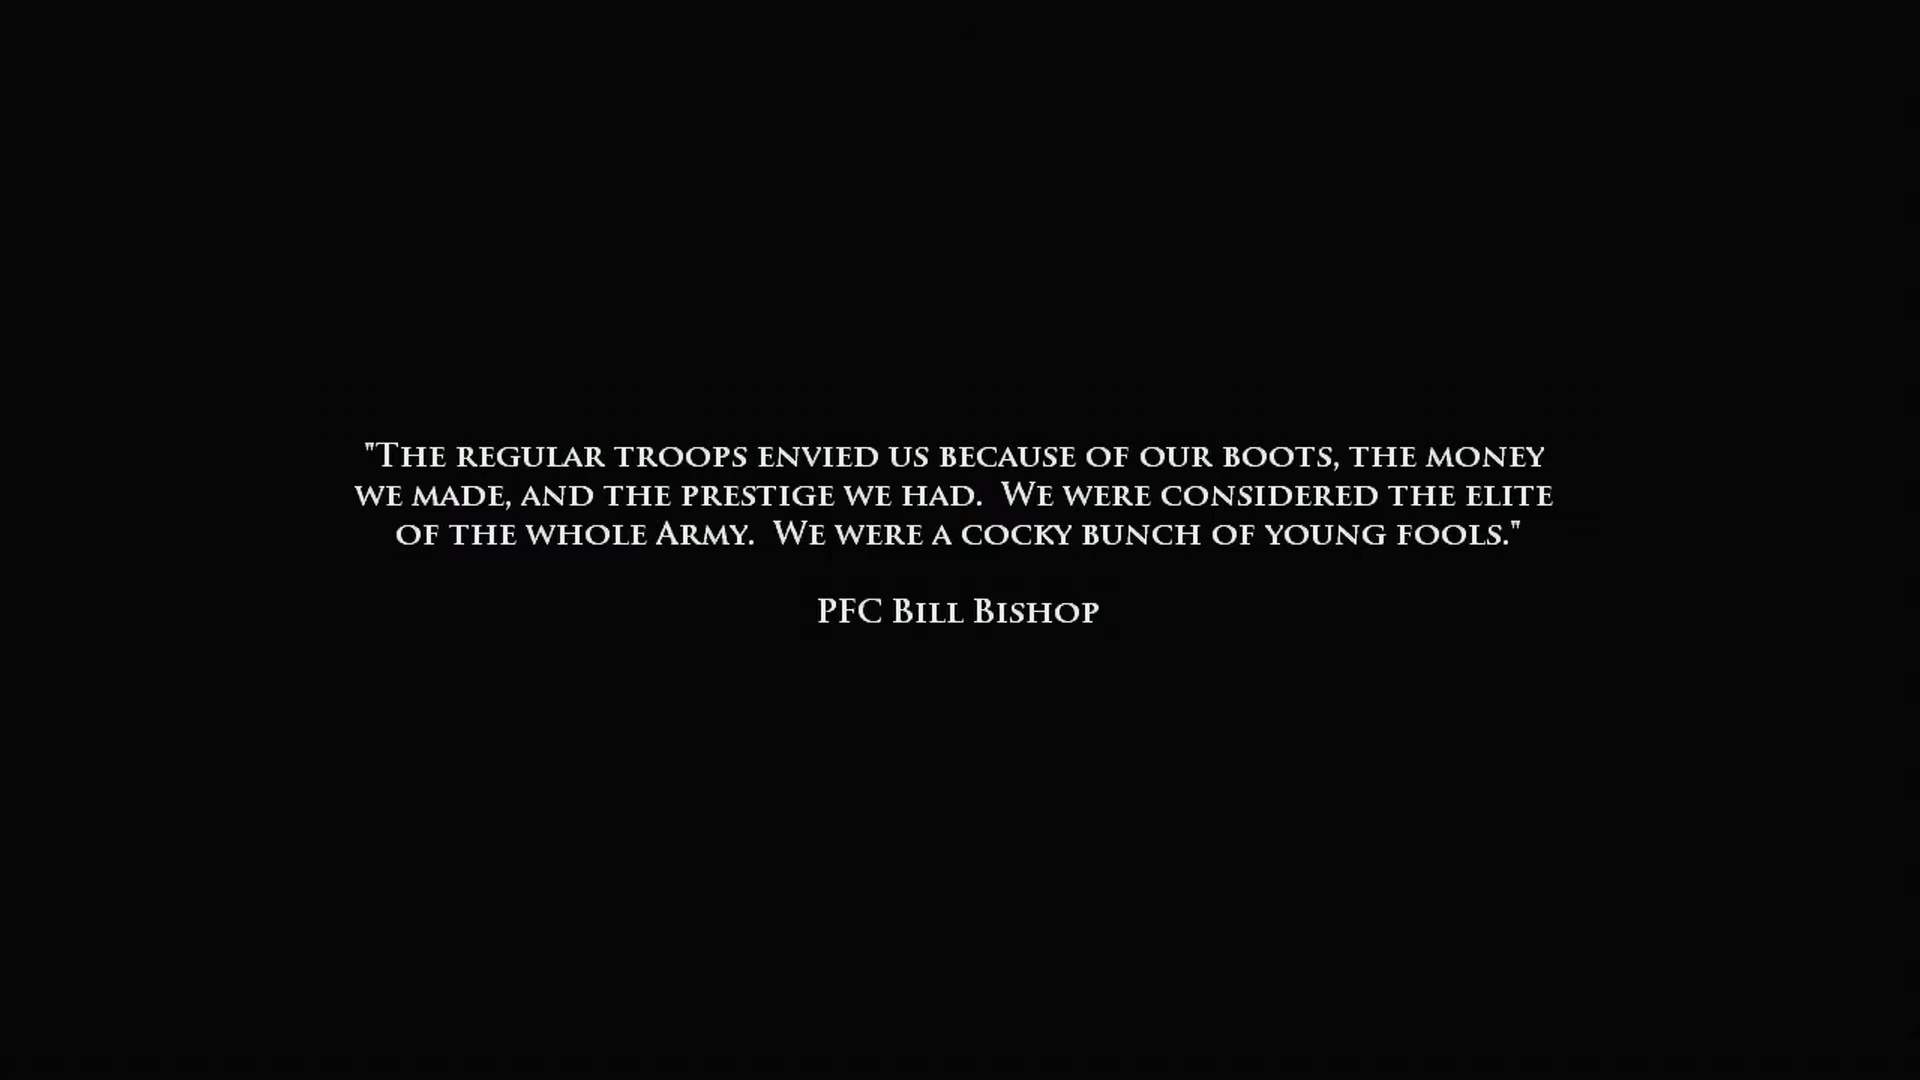 "The regular troops envied us because of our boots, the money
we made, and the prestige we had.  We were considered the elite
of the whole Army.  We were a cocky bunch of young fools."
PFC Bill Bishop